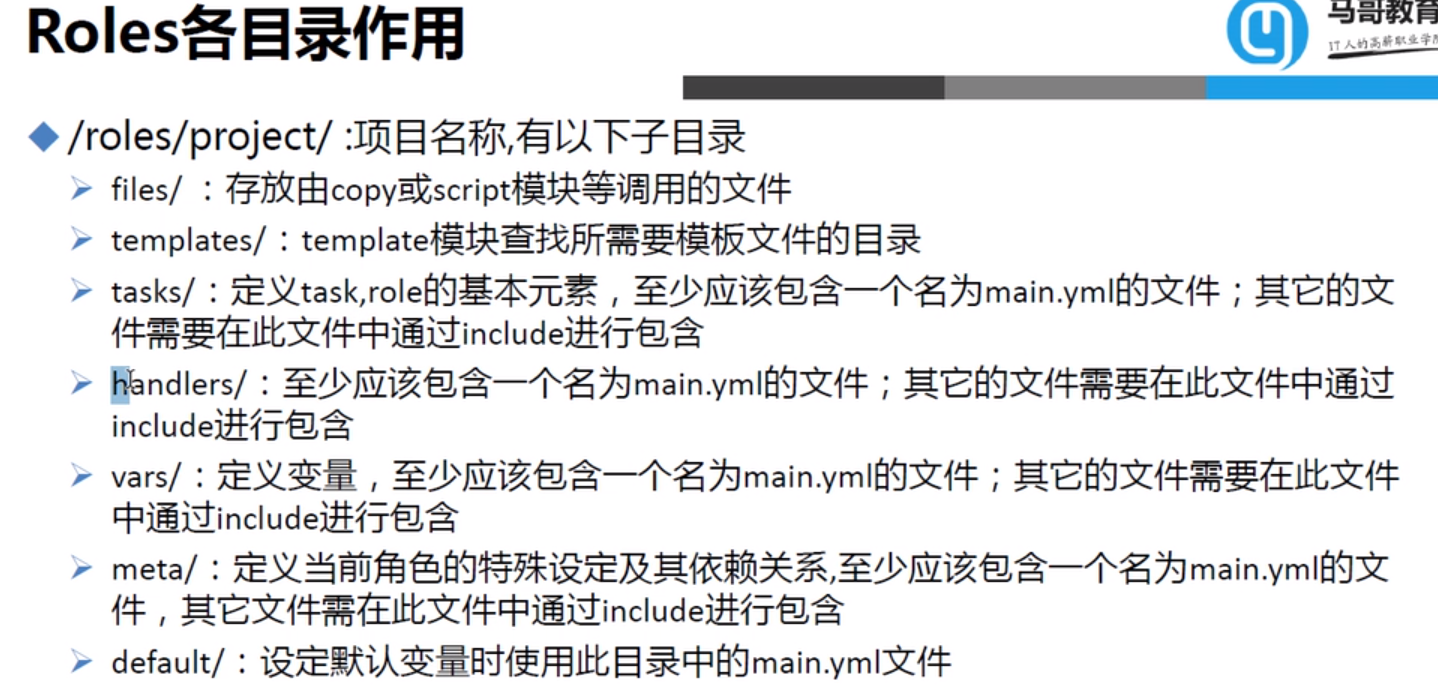 Roles各目录作用
马哥教育
IT人的高薪职业学院
/roles/project/ :项目名称,有以下子目录
files/ ：存放由copy或script模块等调用的文件
templates/：template模块查找所需要模板文件的目录
tasks/：定义task,role的基本元素，至少应该包含一个名为main.yml的文件；其它的文
件需要在此文件中通过include进行包含
handlers/：至少应该包含一个名为main.yml的文件；其它的文件需要在此文件中通过
include进行包含
vars/：定义变量，至少应该包含一个名为main.yml的文件；其它的文件需要在此文件
中通过include进行包含
meta/：定义当前角色的特殊设定及其依赖关系,至少应该包含一个名为main.yml的文
件，其它文件需在此文件中通过include进行包含
default/：设定默认变量时使用此目录中的main.yml文件